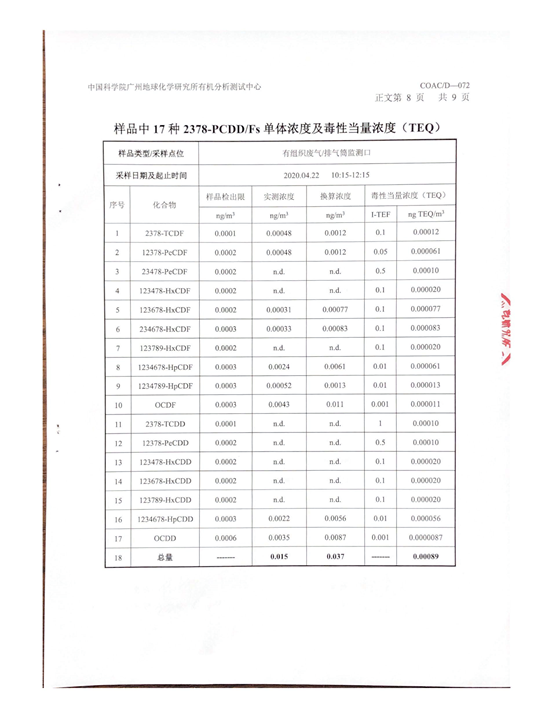 中国科学院广州地球化学研究所有机分析测试中心
COAC/D—072
正文第 8 页 共 9 页
样品中 17 种 2378-PCDD/Fs 单体浓度及毒性当量浓度（TEQ）
样品类型/采样点位 有组织废气/排气筒监测口
采样日期及起止时间 2020.04.22 10:15-12:15
序号 化合物 样品检出限 实测浓度 换算浓度 毒性当量浓度（TEQ）
ng/m³ ng/m³ ng/m³ I-TEF ng TEQ/m³
1 2378-TCDF 0.0001 0.00048 0.0012 0.1 0.00012
2 12378-PeCDF 0.0002 0.00048 0.0012 0.05 0.000061
3 23478-PeCDF 0.0002 n.d. n.d. 0.5 0.00010
4 123478-HxCDF 0.0002 n.d. n.d. 0.1 0.000020
5 123678-HxCDF 0.0002 0.00031 0.00077 0.1 0.000077
6 234678-HxCDF 0.0003 0.00033 0.00083 0.1 0.000083
7 123789-HxCDF 0.0002 n.d. n.d. 0.1 0.000020
8 1234678-HpCDF 0.0003 0.0024 0.0061 0.01 0.000061
9 1234789-HpCDF 0.0003 0.00052 0.0013 0.01 0.000013
10 OCDF 0.0003 0.0043 0.011 0.001 0.000011
11 2378-TCDD 0.0001 n.d. n.d. 1 0.00010
12 12378-PeCDD 0.0002 n.d. n.d. 0.5 0.00010
13 123478-HxCDD 0.0002 n.d. n.d. 0.1 0.000020
14 123678-HxCDD 0.0002 n.d. n.d. 0.1 0.000020
15 123789-HxCDD 0.0002 n.d. n.d. 0.1 0.000020
16 1234678-HpCDD 0.0003 0.0022 0.0056 0.01 0.000056
17 OCDD 0.0006 0.0035 0.0087 0.001 0.0000087
18 总量 ------- 0.015 0.037 ------- 0.00089